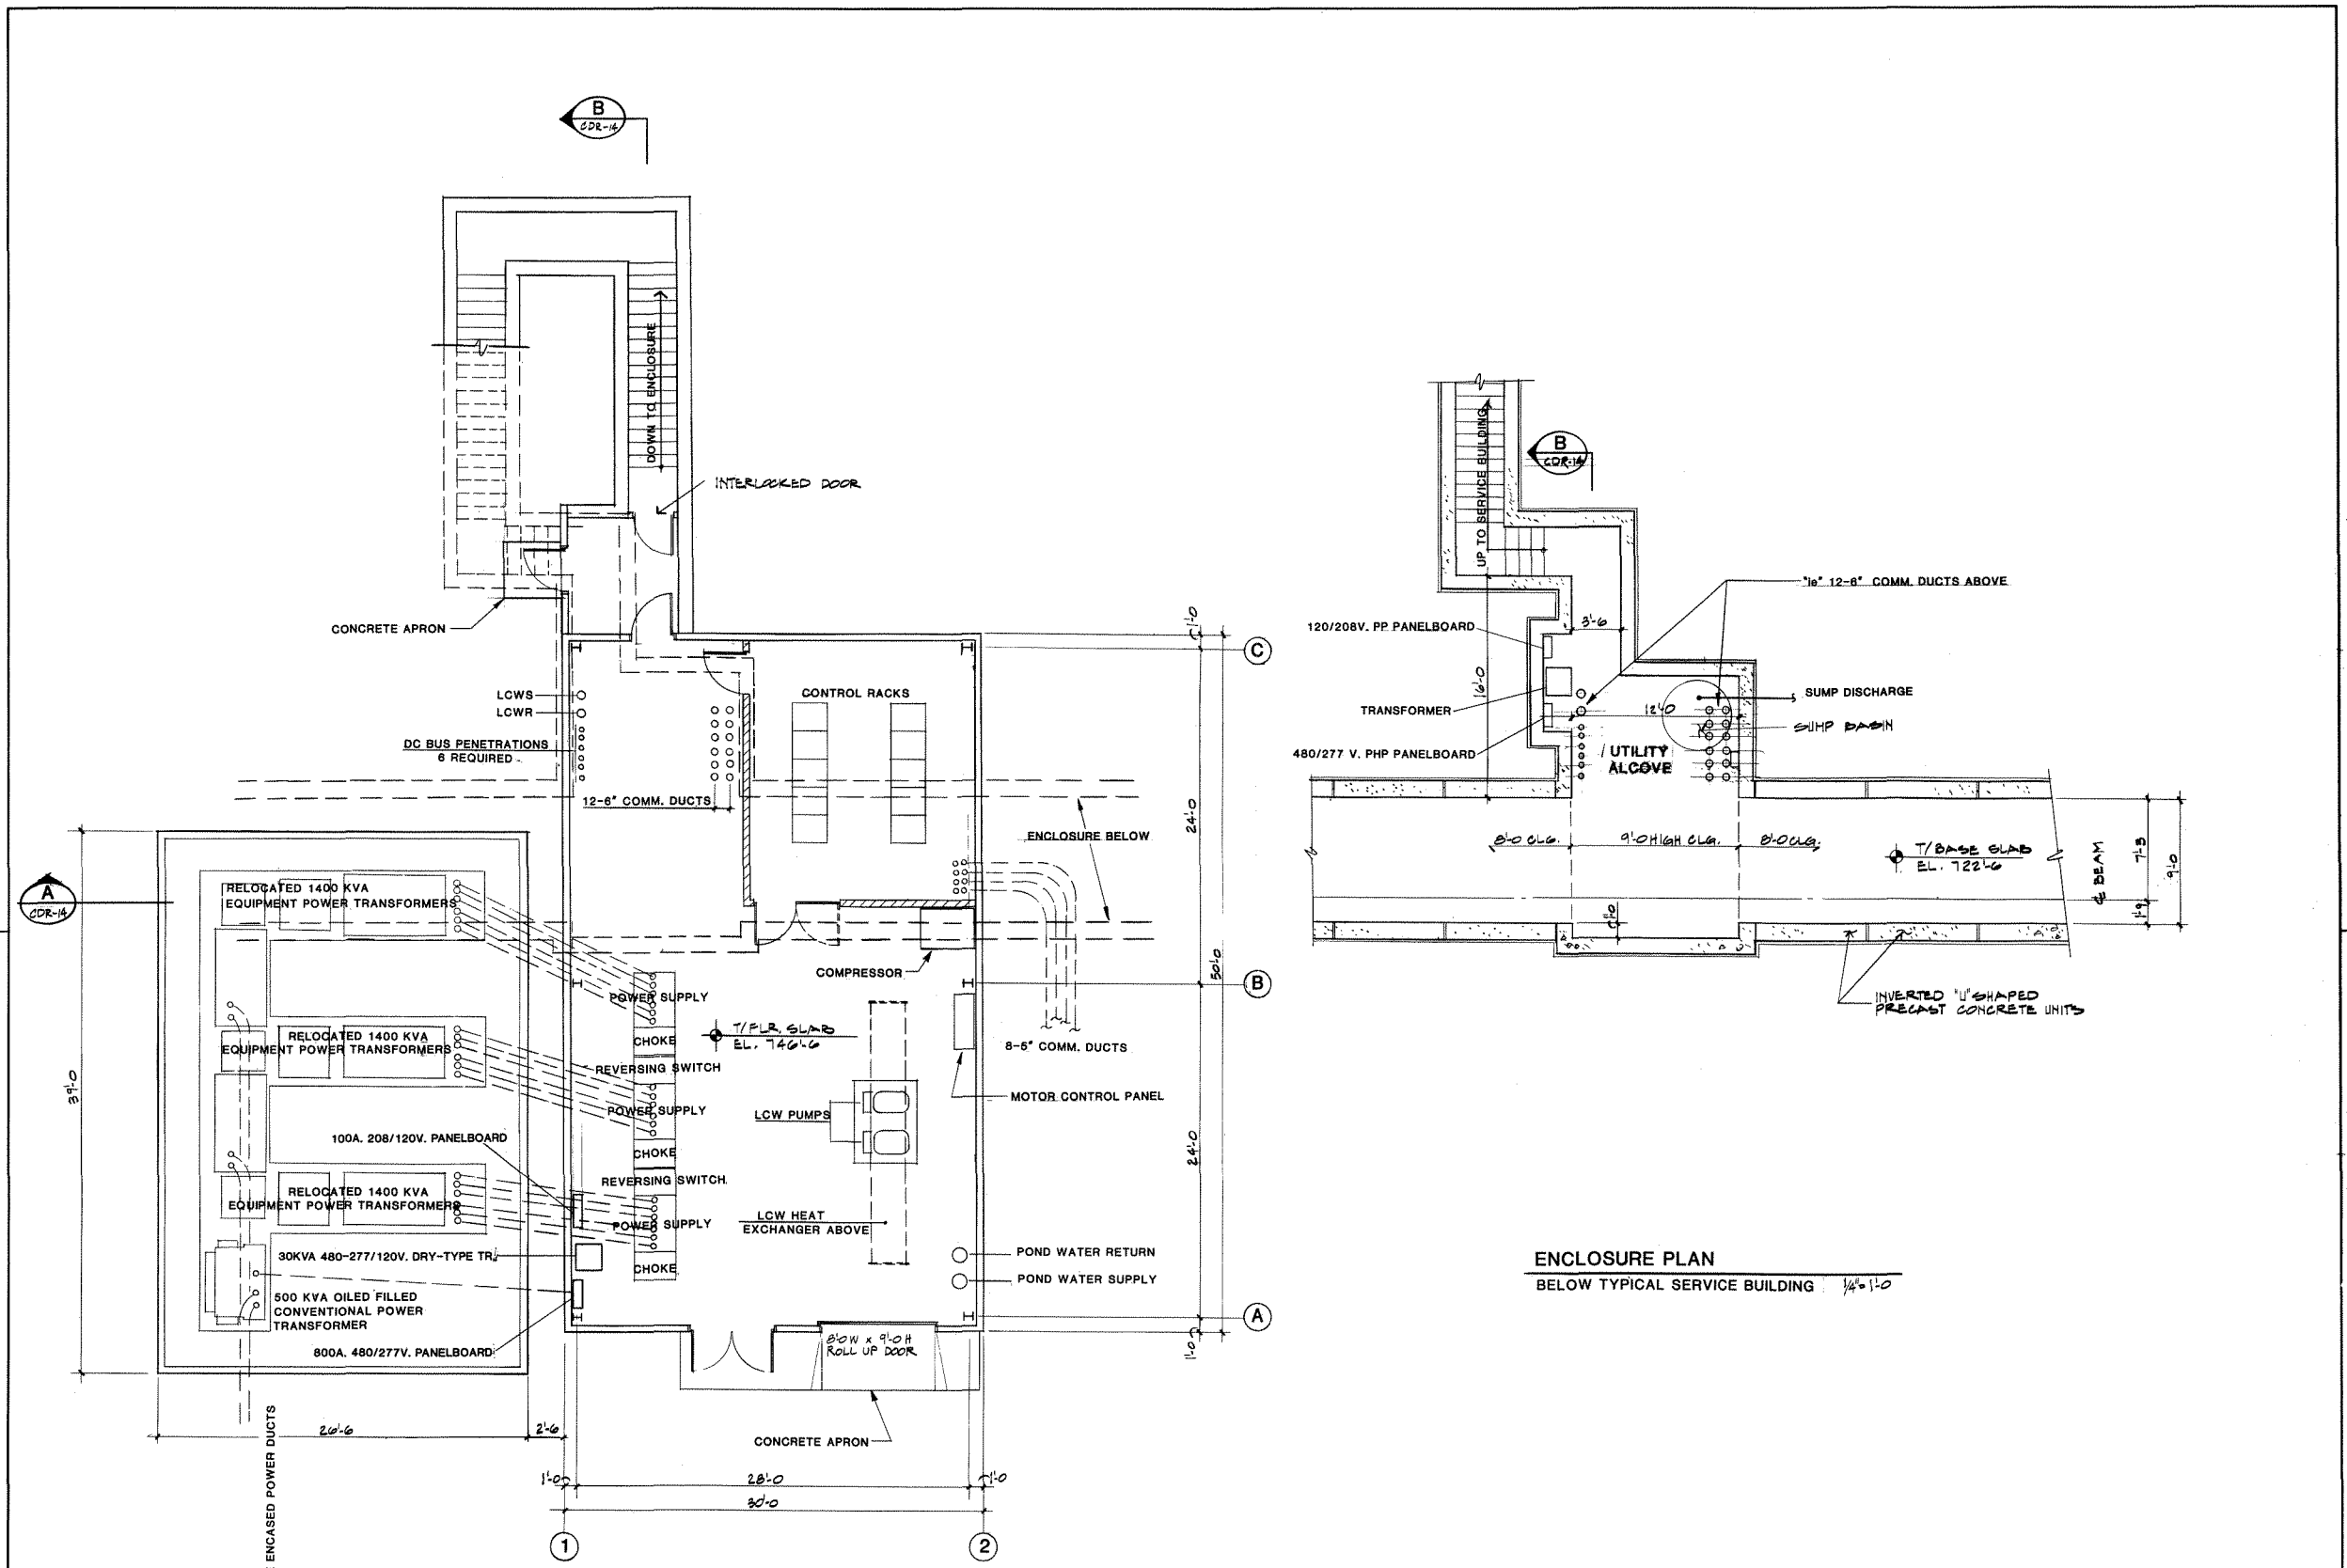 B
CDR-14
DOWN TO ENCLOSURE
INTERLOCKED DOOR
CONCRETE APRON
LCWS
LCWR
DC BUS PENETRATIONS
6 REQUIRED
12-6" COMM. DUCTS
CONTROL RACKS
ENCLOSURE BELOW
1'-0
C
24'-0
50'-0
B
24'-0
A
1'-0
39'-0
A
CDR-14
RELOCATED 1400 KVA
EQUIPMENT POWER TRANSFORMERS
RELOCATED 1400 KVA
EQUIPMENT POWER TRANSFORMERS
RELOCATED 1400 KVA
EQUIPMENT POWER TRANSFORMERS
COMPRESSOR
POWER SUPPLY
CHOKE
REVERSING SWITCH
POWER SUPPLY
CHOKE
REVERSING SWITCH
POWER SUPPLY
CHOKE
T/FLR. SLAB
EL. 746'-6
8-6" COMM. DUCTS
MOTOR CONTROL PANEL
LCW PUMPS
LCW HEAT
EXCHANGER ABOVE
POND WATER RETURN
POND WATER SUPPLY
100A. 208/120V. PANELBOARD
30KVA 480-277/120V. DRY-TYPE TR.
500 KVA OILED FILLED
CONVENTIONAL POWER
TRANSFORMER
800A. 480/277V. PANELBOARD
8'-0W x 9'-0H
ROLL UP DOOR
CONCRETE APRON
26'-6
2'-6
ENCASED POWER DUCTS
1'-0
28'-0
1'-0
30'-0
1
2
B
CDR-14
UP TO SERVICE BUILDING
12-6" COMM. DUCTS ABOVE
120/208V. PP PANELBOARD
3'-6
16'-0
TRANSFORMER
12'-0
SUMP DISCHARGE
SUMP BASIN
480/277 V. PHP PANELBOARD
UTILITY
ALCOVE
8'-0 CLG.
9'-0 HIGH CLG.
8'-0 CLG.
T/BASE SLAB
EL. 722'-6
℄ BEAM
7'-3
9'-0
1'-9
1'-0
INVERTED "U" SHAPED
PRECAST CONCRETE UNITS
ENCLOSURE PLAN
BELOW TYPICAL SERVICE BUILDING 1/4"=1'-0